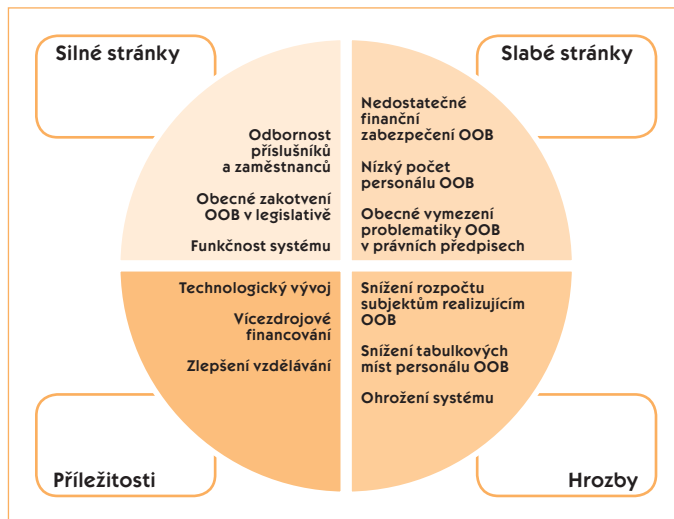 Silné stránky
Odbornost
příslušníků
a zaměstnanců
Obecné zakotvení
OOB v legislativě
Funkčnost systému
Slabé stránky
Nedostatečné
finanční
zabezpečení OOB
Nízký počet
personálu OOB
Obecné vymezení
problematiky OOB
v právních předpisech
Technologický vývoj
Vícezdrojové
financování
Zlepšení vzdělávání
Příležitosti
Snížení rozpočtu
subjektům realizujícím
OOB
Snížení tabulkových
míst personálu OOB
Ohrožení systému
Hrozby